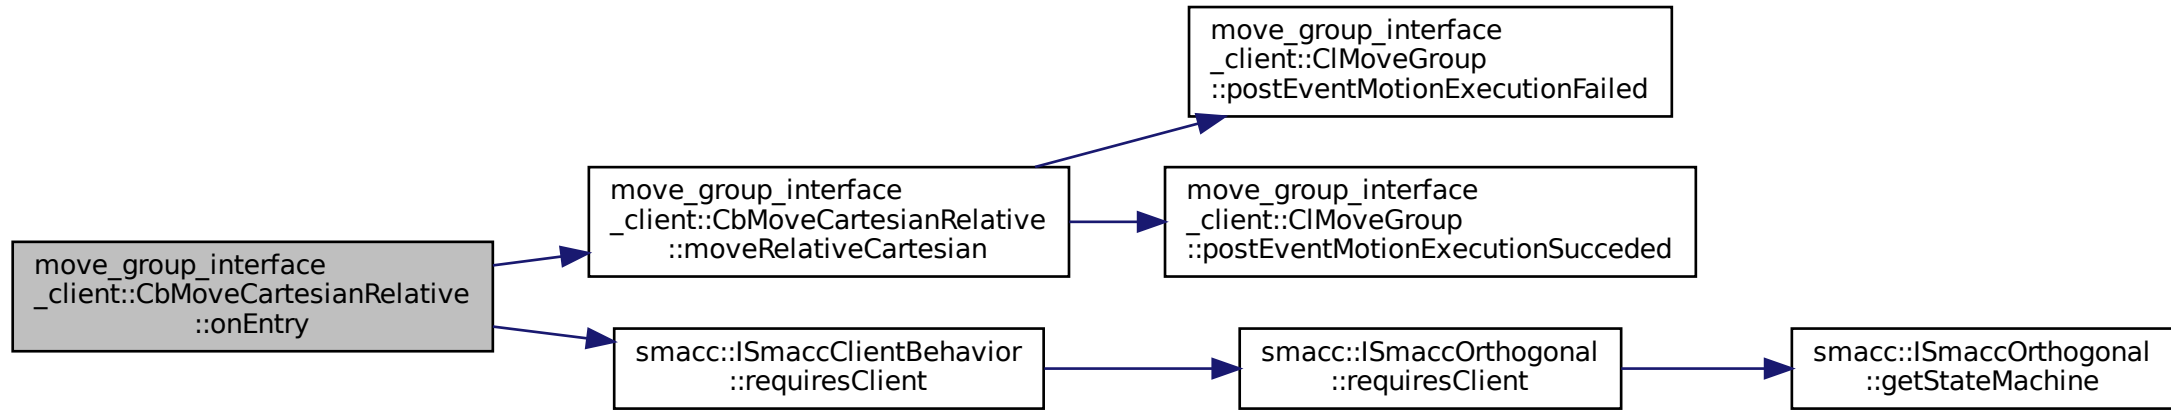 move_group_interface
_client::ClMoveGroup
::postEventMotionExecutionFailed
move_group_interface
_client::CbMoveCartesianRelative
::moveRelativeCartesian
move_group_interface
_client::ClMoveGroup
::postEventMotionExecutionSucceded
move_group_interface
_client::CbMoveCartesianRelative
::onEntry
smacc::ISmaccClientBehavior
::requiresClient
smacc::ISmaccOrthogonal
::requiresClient
smacc::ISmaccOrthogonal
::getStateMachine